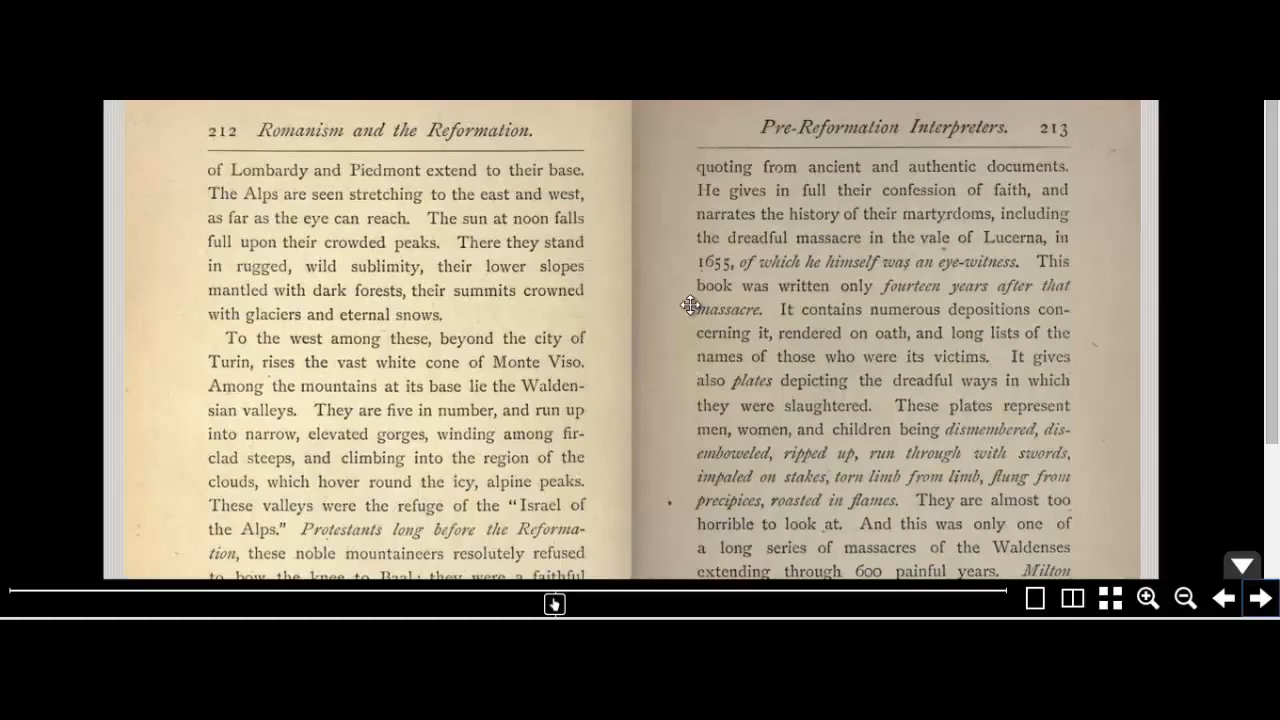 212 Romanism and the Reformation.
of Lombardy and Piedmont extend to their base.
The Alps are seen stretching to the east and west,
as far as the eye can reach. The sun at noon falls
full upon their crowded peaks. There they stand
in rugged, wild sublimity, their lower slopes
mantled with dark forests, their summits crowned
with glaciers and eternal snows.
To the west among these, beyond the city of
Turin, rises the vast white cone of Monte Viso.
Among the mountains at its base lie the Walden-
sian valleys. They are five in number, and run up
into narrow, elevated gorges, winding among fir-
clad steeps, and climbing into the region of the
clouds, which hover round the icy, alpine peaks.
These valleys were the refuge of the “Israel of
the Alps.” Protestants long before the Reforma-
tion, these noble mountaineers resolutely refused
to bow the knee to Baal; they were a faithful
Pre-Reformation Interpreters. 213
quoting from ancient and authentic documents.
He gives in full their confession of faith, and
narrates the history of their martyrdoms, including
the dreadful massacre in the vale of Lucerna, in
1655, of which he himself was an eye-witness. This
book was written only fourteen years after that
massacre. It contains numerous depositions con-
cerning it, rendered on oath, and long lists of the
names of those who were its victims. It gives
also plates depicting the dreadful ways in which
they were slaughtered. These plates represent
men, women, and children being dismembered, dis-
emboweled, ripped up, run through with swords,
impaled on stakes, torn limb from limb, flung from
precipices, roasted in flames. They are almost too
horrible to look at. And this was only one of
a long series of massacres of the Waldenses
extending through 600 painful years. Milton